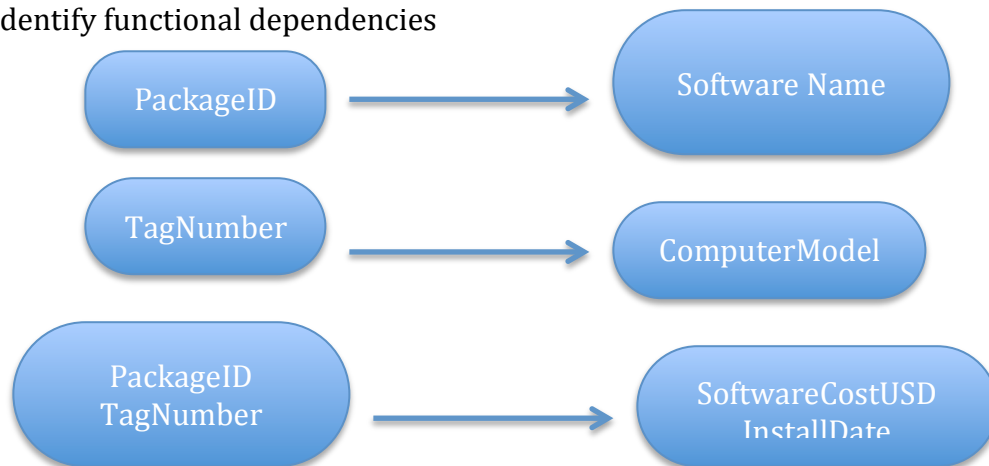 dentify functional dependencies
PackageID
Software Name
TagNumber
ComputerModel
PackageID
TagNumber
SoftwareCostUSD
InstallDate